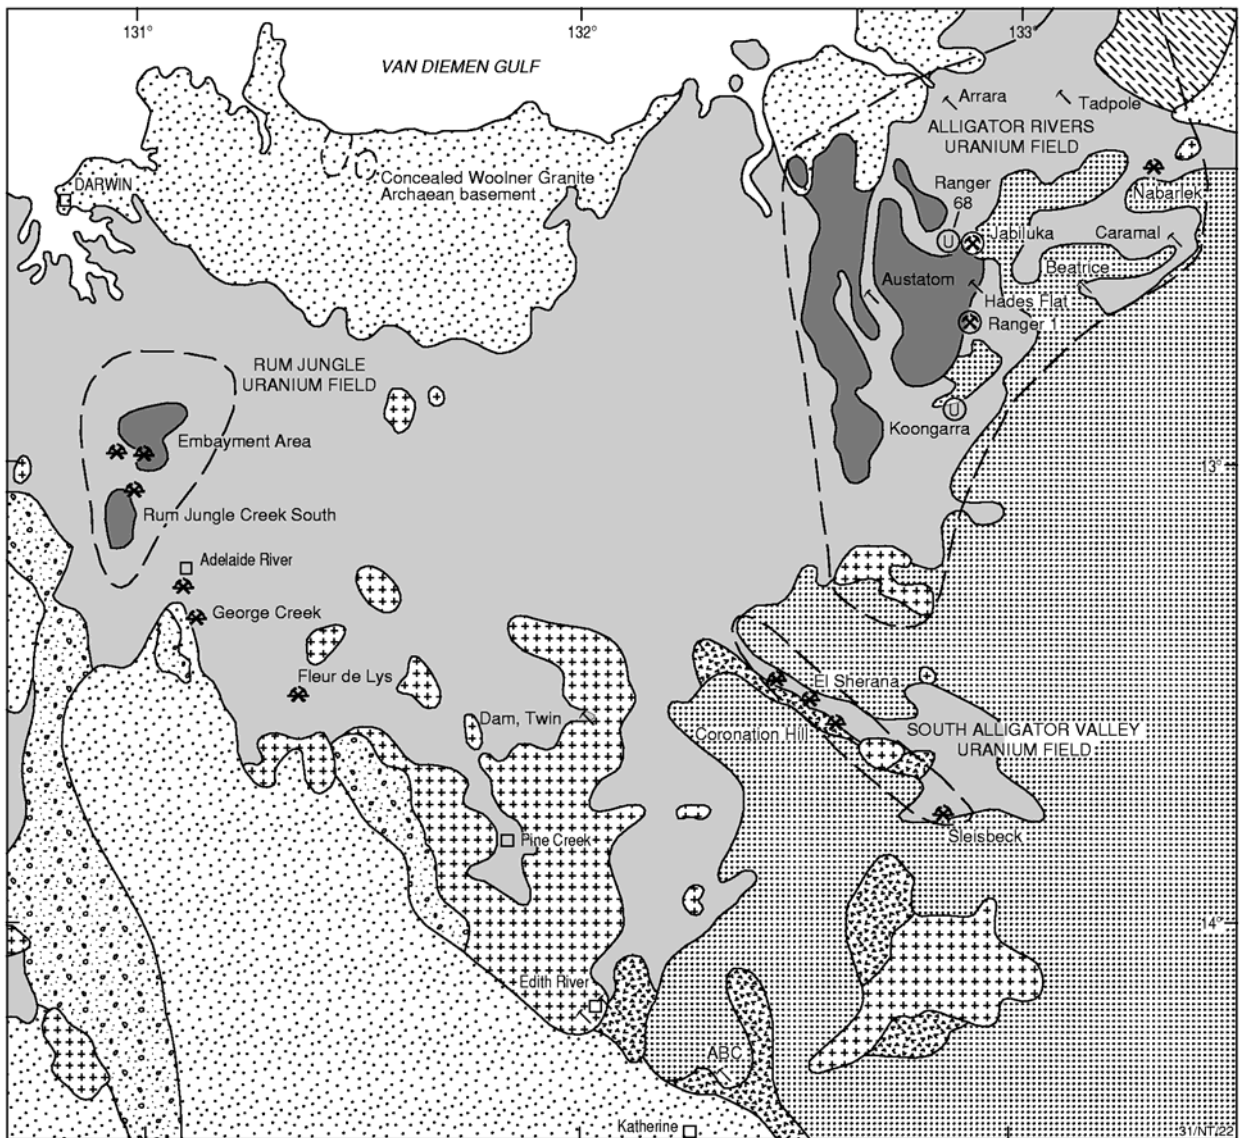 131°
132°
133°
VAN DIEMEN GULF
Arrara
Tadpole
ALLIGATOR RIVERS
URANIUM FIELD
DARWIN
Concealed Woolner Granite
Archaean basement
Ranger
68
U
Nabarlek
Jabiluka
Caramal
Beatrice
Austatom
Hades Flat
Ranger 1
RUM JUNGLE
URANIUM FIELD
U
Koongarra
Embayment Area
13°
Rum Jungle Creek South
Adelaide River
George Creek
Fleur de Lys
El Sherana
Dam, Twin
Coronation Hill
SOUTH ALLIGATOR VALLEY
URANIUM FIELD
Pine Creek
Sleisbeck
14°
Edith River
ABC
Katherine
31/NT/22